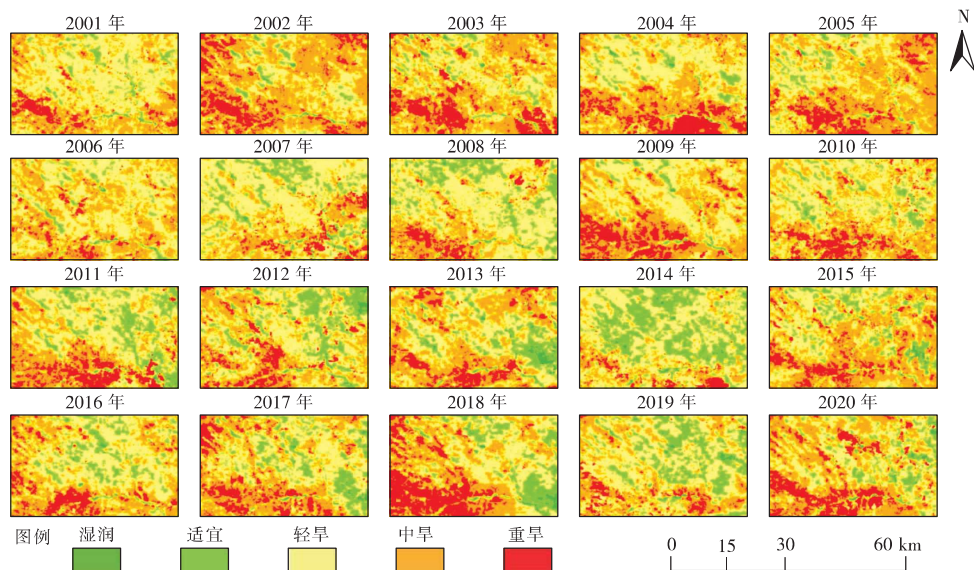 N
2001 年 2002 年 2003 年 2004 年 2005 年
2006 年 2007 年 2008 年 2009 年 2010 年
2011 年 2012 年 2013 年 2014 年 2015 年
2016 年 2017 年 2018 年 2019 年 2020 年
图例 湿润 适宜 轻旱 中旱 重旱
0 15 30 60 km